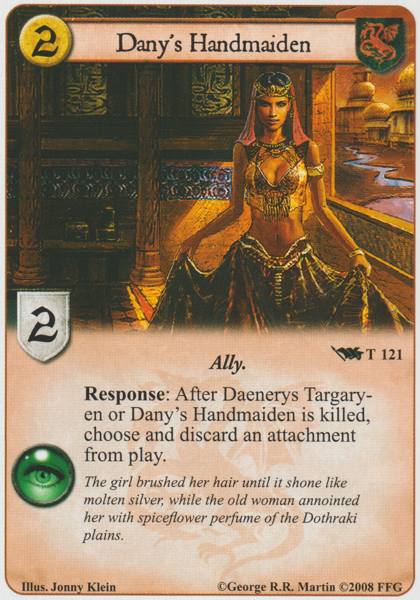 2
Dany's Handmaiden
2
T 121
Ally.
Response: After Daenerys Targary-
en or Dany's Handmaiden is killed,
choose and discard an attachment
from play.
The girl brushed her hair until it shone like
molten silver, while the old woman annointed
her with spiceflower perfume of the Dothraki
plains.
Illus. Jonny Klein
©George R.R. Martin ©2008 FFG